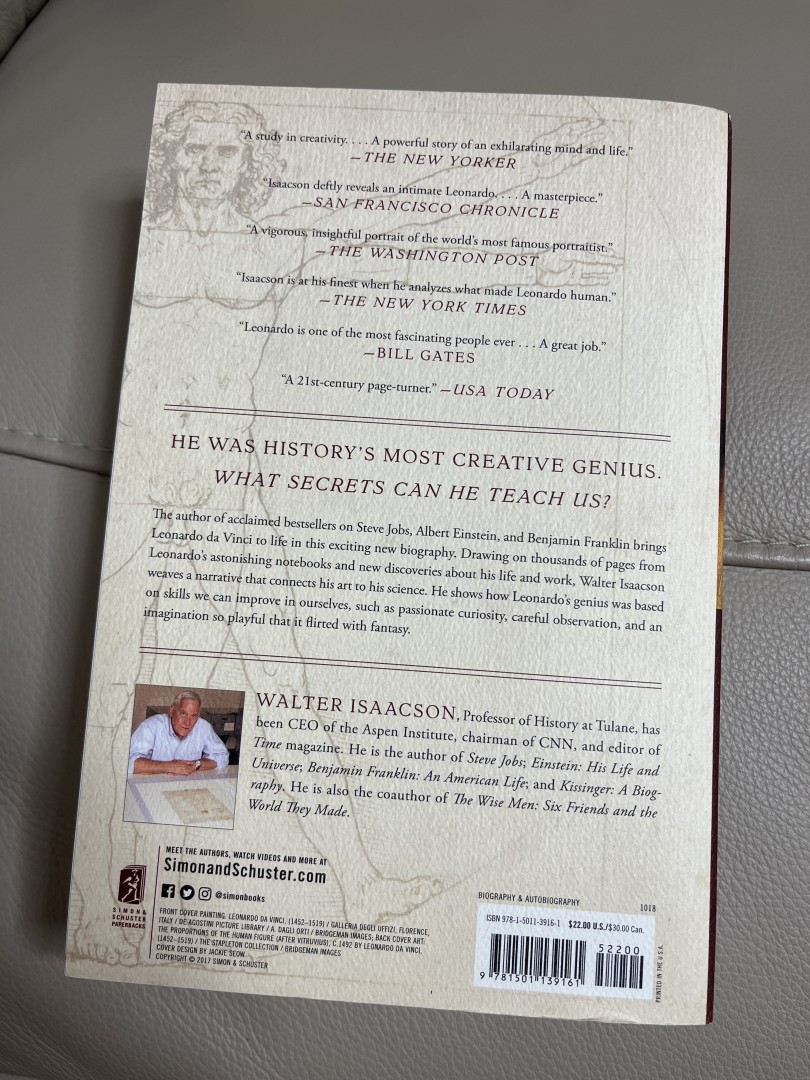 “A study in creativity. . . . A powerful story of an exhilarating mind and life.”
—THE NEW YORKER
“Isaacson deftly reveals an intimate Leonardo. . . . A masterpiece.”
—SAN FRANCISCO CHRONICLE
“A vigorous, insightful portrait of the world’s most famous portraitist.”
—THE WASHINGTON POST
“Isaacson is at his finest when he analyzes what made Leonardo human.”
—THE NEW YORK TIMES
“Leonardo is one of the most fascinating people ever . . . A great job.”
—BILL GATES
“A 21st-century page-turner.” —USA TODAY
HE WAS HISTORY’S MOST CREATIVE GENIUS.
WHAT SECRETS CAN HE TEACH US?
The author of acclaimed bestsellers on Steve Jobs, Albert Einstein, and Benjamin Franklin brings
Leonardo da Vinci to life in this exciting new biography. Drawing on thousands of pages from
Leonardo’s astonishing notebooks and new discoveries about his life and work, Walter Isaacson
weaves a narrative that connects his art to his science. He shows how Leonardo’s genius was based
on skills we can improve in ourselves, such as passionate curiosity, careful observation, and an
imagination so playful that it flirted with fantasy.
WALTER ISAACSON, Professor of History at Tulane, has
been CEO of the Aspen Institute, chairman of CNN, and editor of
Time magazine. He is the author of Steve Jobs; Einstein: His Life and
Universe; Benjamin Franklin: An American Life; and Kissinger: A Biog-
raphy. He is also the coauthor of The Wise Men: Six Friends and the
World They Made.
MEET THE AUTHORS, WATCH VIDEOS AND MORE AT
SimonandSchuster.com
@simonbooks
SIMON &
SCHUSTER
PAPERBACKS
FRONT COVER PAINTING: LEONARDO DA VINCI, (1452–1519) / GALLERIA DEGLI UFFIZI, FLORENCE,
ITALY / DE AGOSTINI PICTURE LIBRARY / A. DAGLI ORTI / BRIDGEMAN IMAGES; BACK COVER ART:
THE PROPORTIONS OF THE HUMAN FIGURE (AFTER VITRUVIUS), C.1492 BY LEONARDO DA VINCI,
(1452–1519) / THE STAPLETON COLLECTION / BRIDGEMAN IMAGES
COVER DESIGN BY JACKIE SEOW
COPYRIGHT © 2017 SIMON & SCHUSTER
BIOGRAPHY & AUTOBIOGRAPHY 1018
ISBN 978-1-5011-3916-1 $22.00 U.S./$30.00 Can.
52200
9 781501 139161
PRINTED IN THE U.S.A.